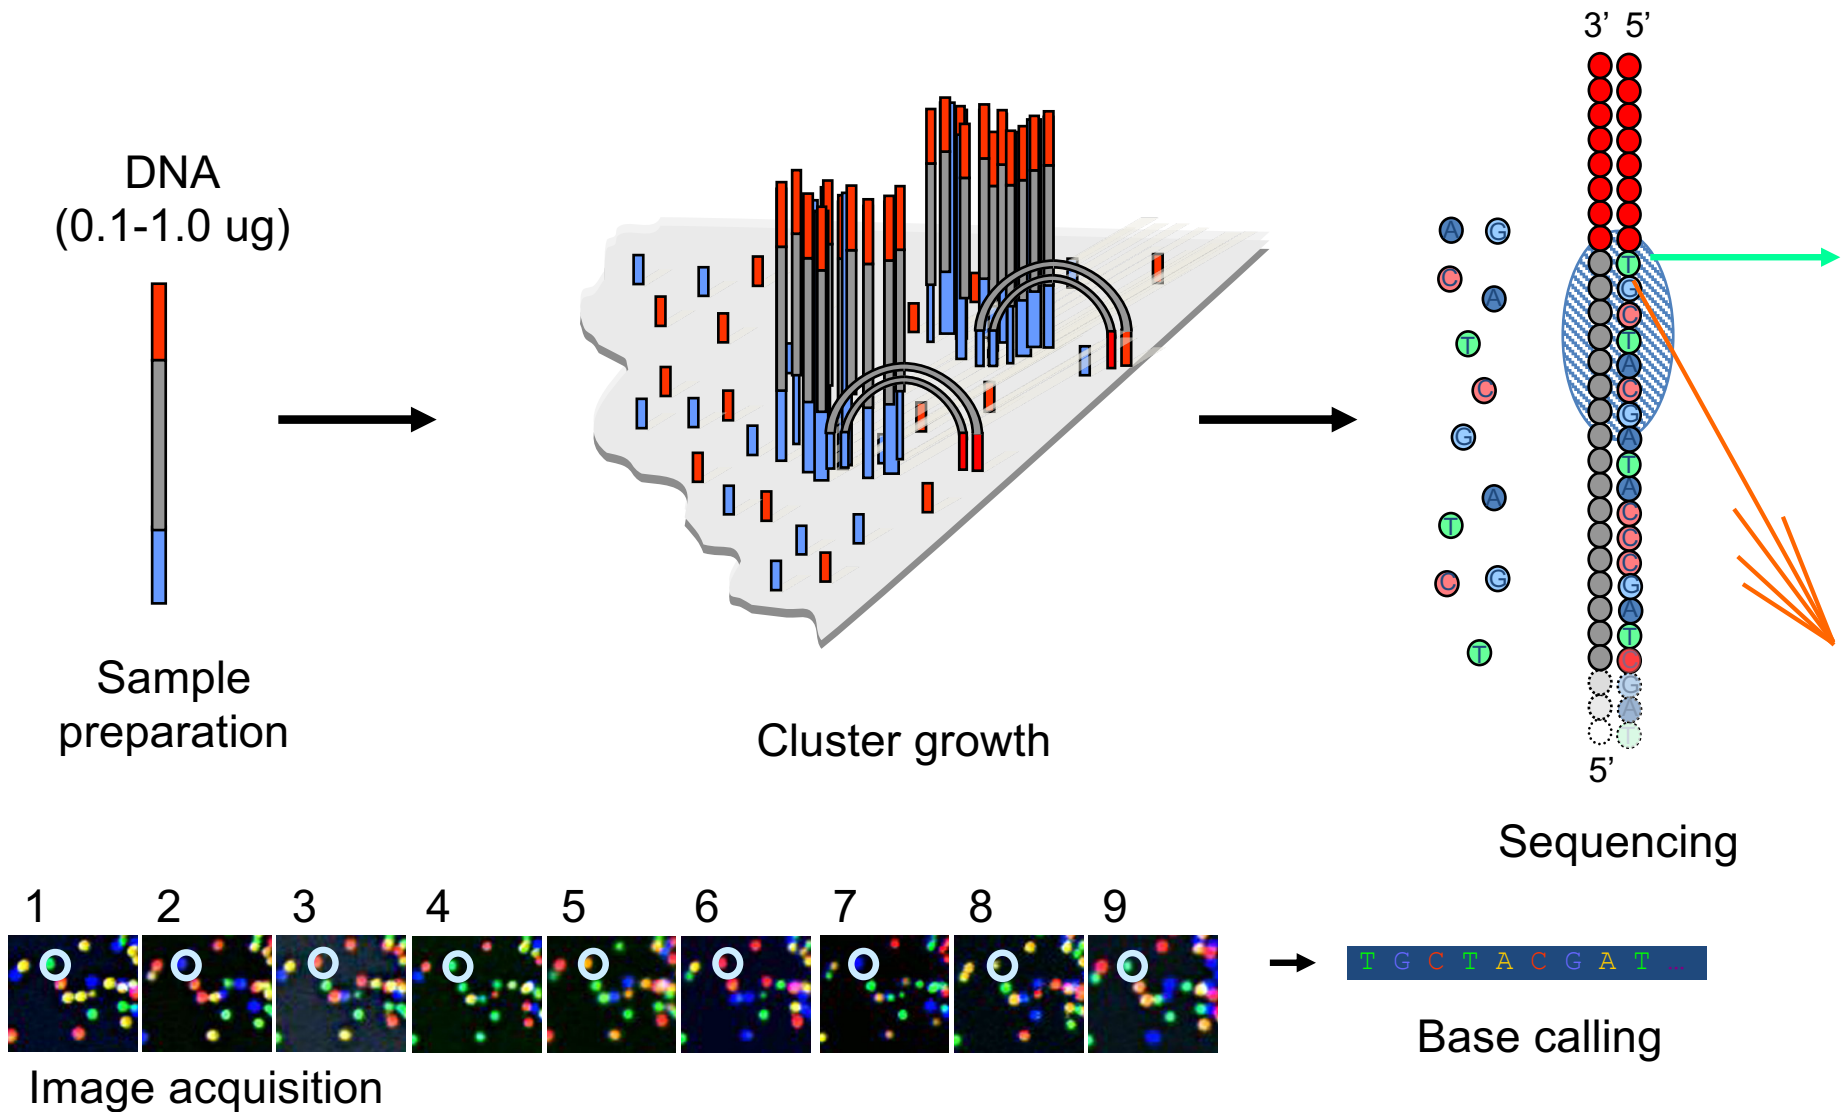 DNA
(0.1-1.0 ug)
Sample
preparation
Cluster growth
3’ 5’
A G
C
A
T
C
G
A
T
C G
T
T
G
C
T
A
C
G
A
T
A
C
C
C
G
A
T
C
G
A
T
5’
Sequencing
1 2 3 4 5 6 7 8 9
Image acquisition
T G C T A C G A T ...
Base calling